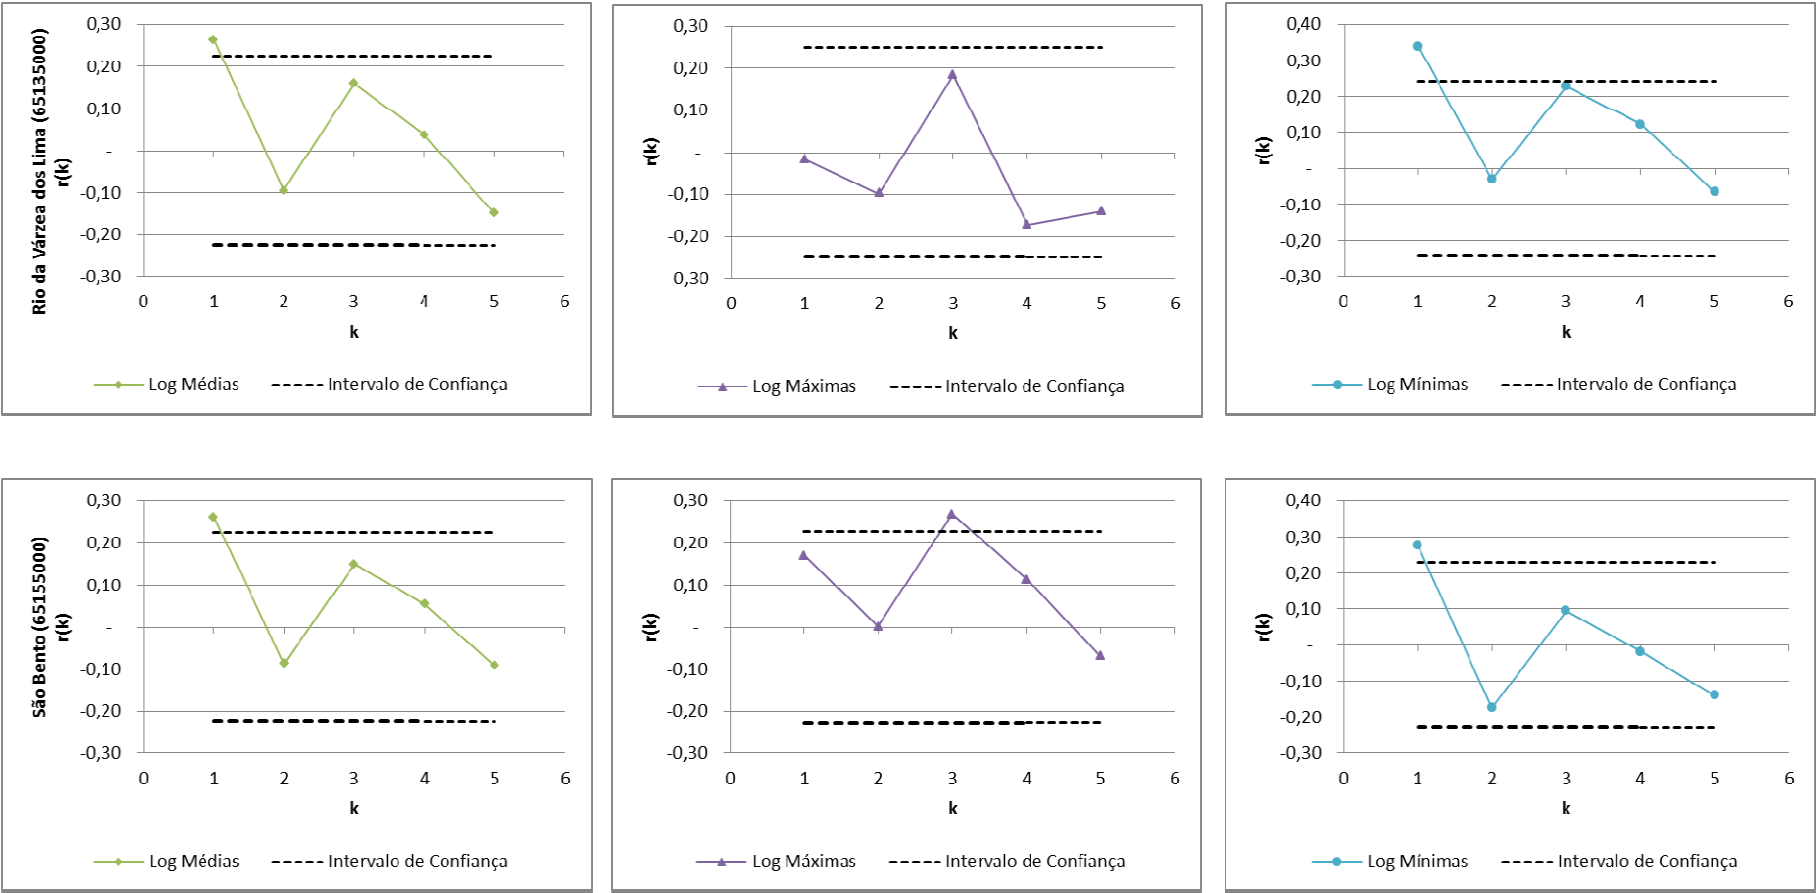 Rio da Várzea dos Lima (65135000)
r(k)
0,30
0,20
0,10
-
-0,10
-0,20
-0,30
0 1 2 3 4 5 6
k
Log Médias Intervalo de Confiança
r(k)
0,30
0,20
0,10
-
-0,10
-0,20
0,30
0 1 2 3 4 5 6
k
Log Máximas Intervalo de Confiança
r(k)
0,40
0,30
0,20
0,10
-
-0,10
-0,20
-0,30
0 1 2 3 4 5 6
k
Log Mínimas Intervalo de Confiança
São Bento (65155000)
r(k)
0,30
0,20
0,10
-
-0,10
-0,20
-0,30
0 1 2 3 4 5 6
k
Log Médias Intervalo de Confiança
r(k)
0,30
0,20
0,10
-
-0,10
-0,20
-0,30
0 1 2 3 4 5 6
k
Log Máximas Intervalo de Confiança
r(k)
0,40
0,30
0,20
0,10
-
-0,10
-0,20
-0,30
0 1 2 3 4 5 6
k
Log Mínimas Intervalo de Confiança